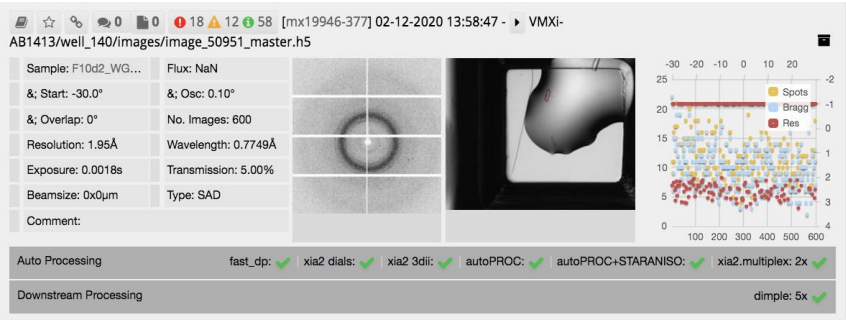 0 0 18 12 58 [mx19946-377] 02-12-2020 13:58:47 - VMXi-
AB1413/well_140/images/image_50951_master.h5
Sample: F10d2_WG... Flux: NaN
&; Start: -30.0° &; Osc: 0.10°
&; Overlap: 0° No. Images: 600
Resolution: 1.95Å Wavelength: 0.7749Å
Exposure: 0.0018s Transmission: 5.00%
Beamsize: 0x0µm Type: SAD
Comment:
-30 -20 -10 0 10 20
25 -2
Spots
20 -1
Bragg
Res
15 0
10 1
2
5 3
0 4
100 200 300 400 500 600
Auto Processing fast_dp: xia2 dials: xia2 3dii: autoPROC: autoPROC+STARANISO: xia2.multiplex: 2x
Downstream Processing dimple: 5x